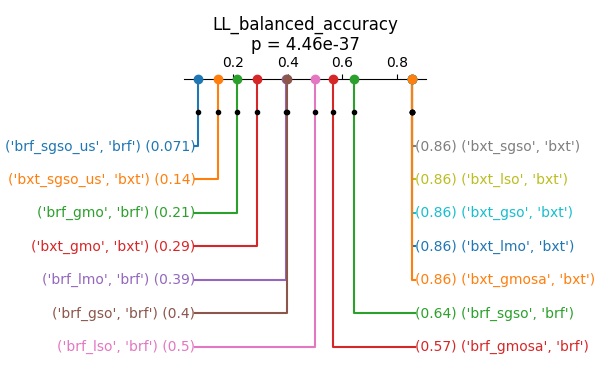 LL_balanced_accuracy
p = 4.46e-37
0.2 0.4 0.6 0.8
('brf_sgso_us', 'brf') (0.071) (0.86) ('bxt_sgso', 'bxt')
('bxt_sgso_us', 'bxt') (0.14) (0.86) ('bxt_lso', 'bxt')
('brf_gmo', 'brf') (0.21) (0.86) ('bxt_gso', 'bxt')
('bxt_gmo', 'bxt') (0.29) (0.86) ('bxt_lmo', 'bxt')
('brf_lmo', 'brf') (0.39) (0.86) ('bxt_gmosa', 'bxt')
('brf_gso', 'brf') (0.4) (0.64) ('brf_sgso', 'brf')
('brf_lso', 'brf') (0.5) (0.57) ('brf_gmosa', 'brf')